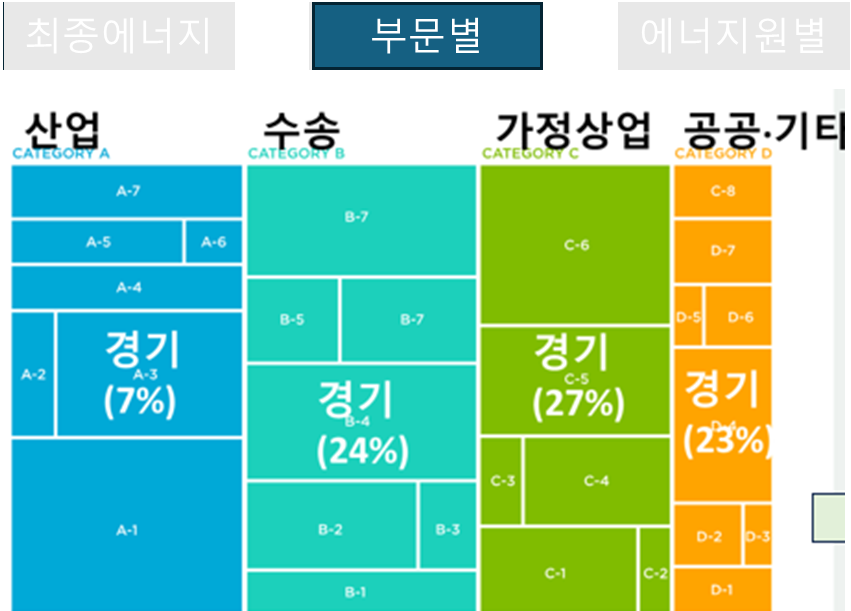 최종에너지
부문별
에너지원별
산업
수송
가정상업
공공·기타
CATEGORY A
CATEGORY B
CATEGORY C
CATEGORY D
A-7
A-5
A-6
A-4
A-2
A-3
경기
(7%)
A-1
B-7
B-5
B-7
경기
B-4
(24%)
B-2
B-3
B-1
C-6
경기
C-5
(27%)
C-3
C-4
C-1
C-2
C-8
D-7
D-5
D-6
경기
D-4
(23%)
D-2
D-3
D-1